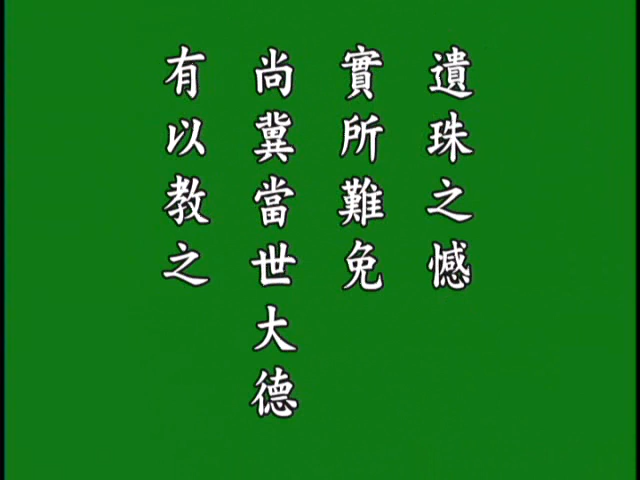 遺珠之憾
實所難免
尚冀當世大德
有以教之